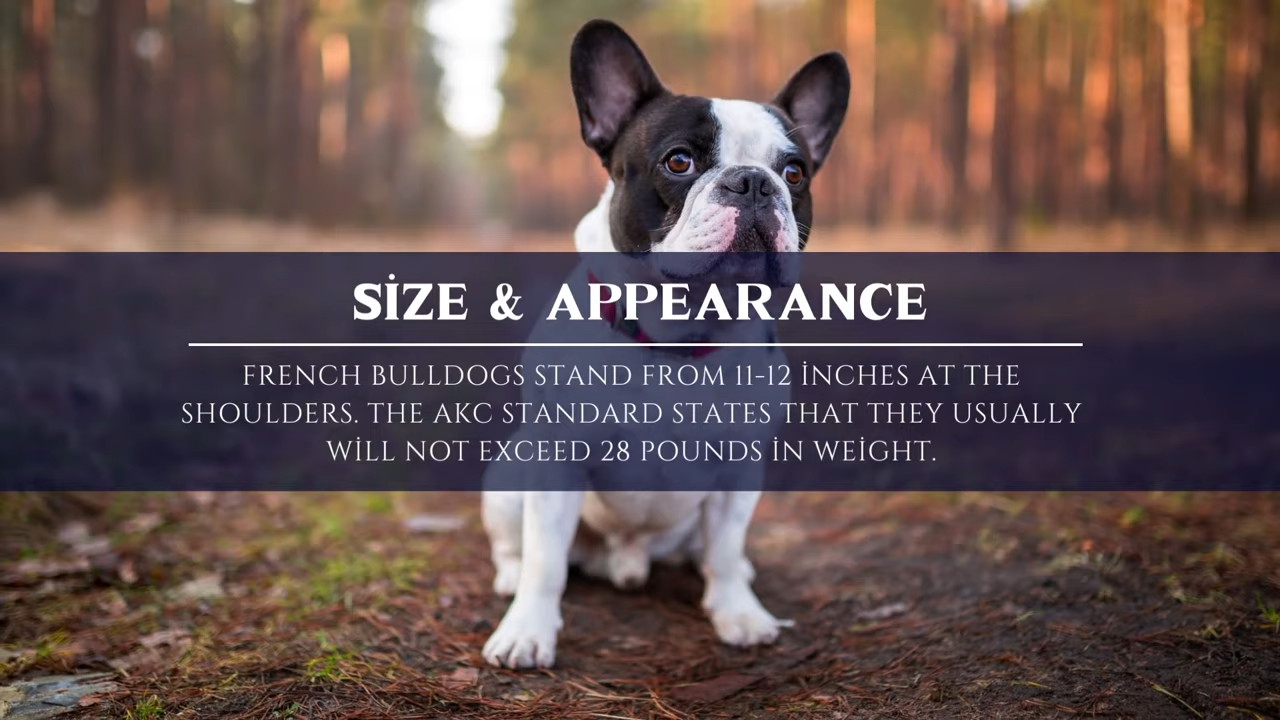 SİZE & APPEARANCE
FRENCH BULLDOGS STAND FROM 11-12 İNCHES AT THE
SHOULDERS. THE AKC STANDARD STATES THAT THEY USUALLY
WİLL NOT EXCEED 28 POUNDS İN WEİGHT.